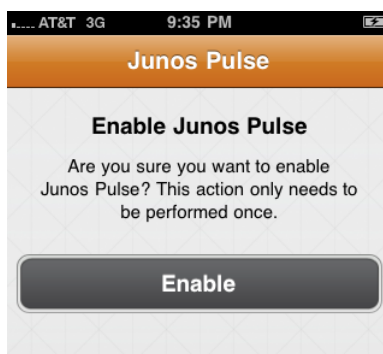 AT&T 3G 9:35 PM
Junos Pulse
Enable Junos Pulse
Are you sure you want to enable
Junos Pulse? This action only needs to
be performed once.
Enable